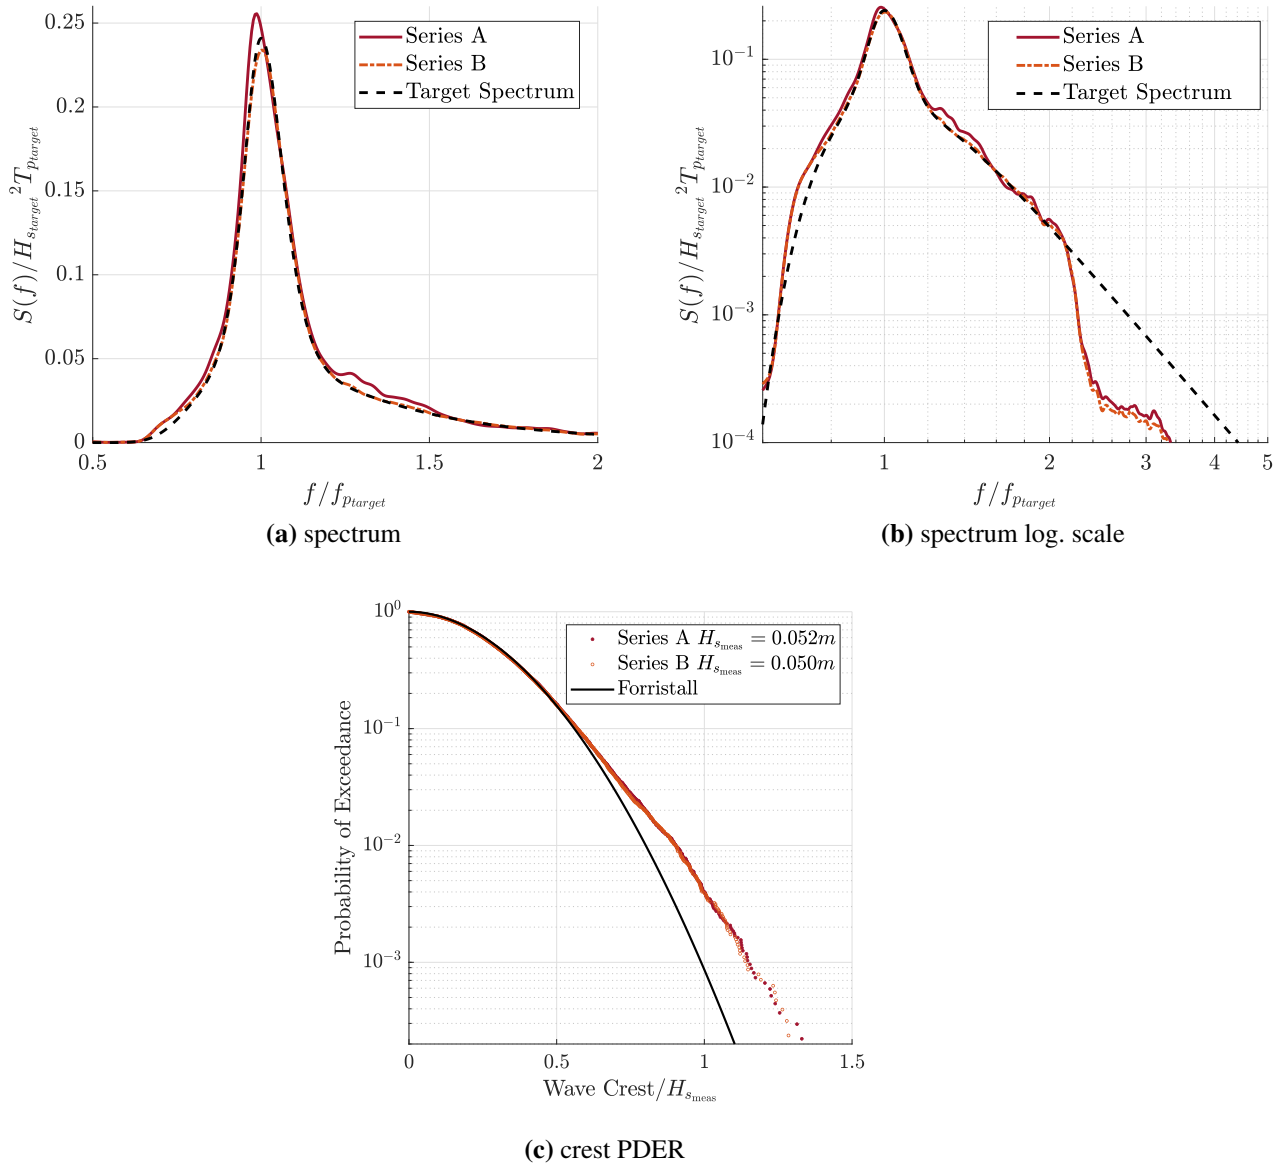 0.25
0.2
0.15
0.1
0.05
0
0.5
1
1.5
2
S(f)/H_{s_{target}}^2 T_{p_{target}}
f/f_{p_{target}}
Series A
Series B
Target Spectrum
(a) spectrum
10^{-1}
10^{-2}
10^{-3}
10^{-4}
1
2
3
4
5
S(f)/H_{s_{target}}^2 T_{p_{target}}
f/f_{p_{target}}
Series A
Series B
Target Spectrum
(b) spectrum log. scale
10^0
10^{-1}
10^{-2}
10^{-3}
0
0.5
1
1.5
Probability of Exceedance
Wave Crest/H_{s_{meas}}
Series A H_{s_{meas}} = 0.052m
Series B H_{s_{meas}} = 0.050m
Forristall
(c) crest PDER